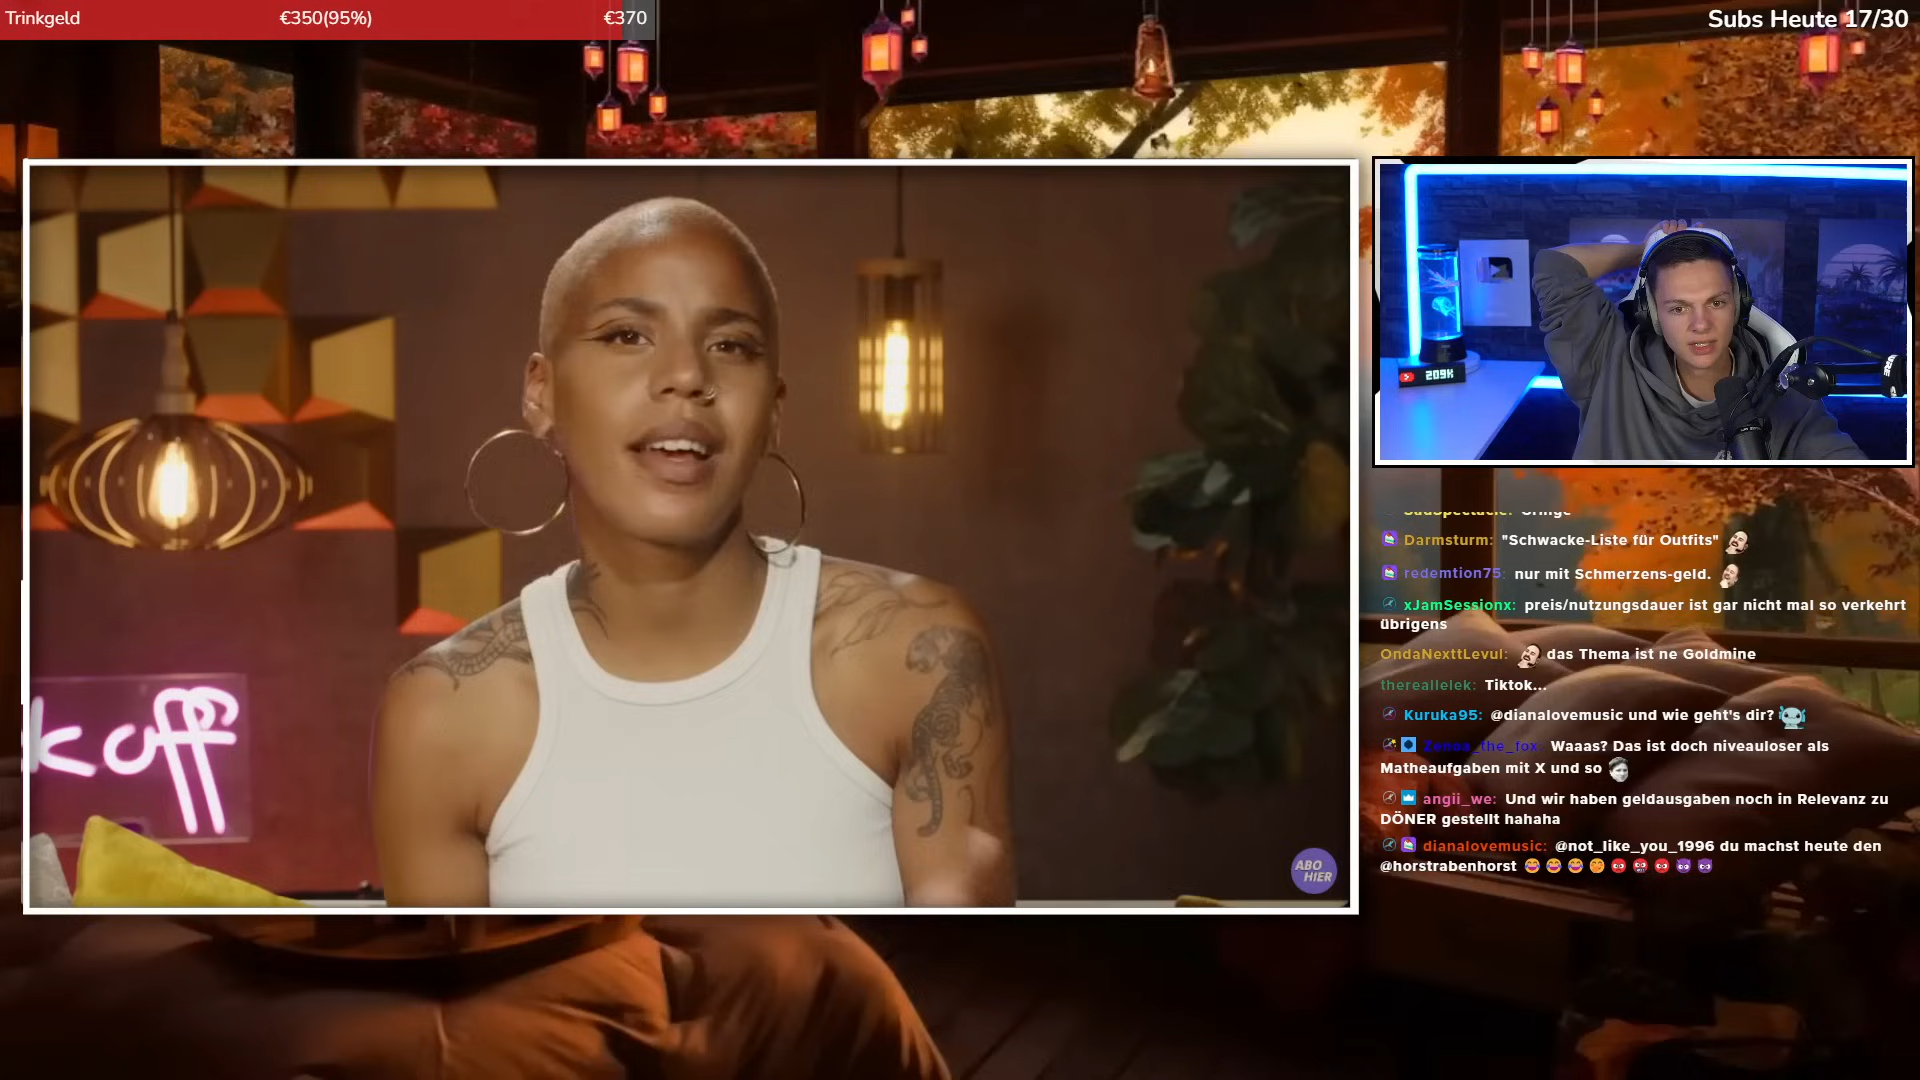 Trinkgeld €350(95%) €370
Subs Heute 17/30
k off
ABO
HIER
209K
Darmsturm: "Schwacke-Liste für Outfits"
redemtion75: nur mit Schmerzens-geld.
xJamSessionx: preis/nutzungsdauer ist gar nicht mal so verkehrt
übrigens
OndaNexttLevul: das Thema ist ne Goldmine
thereallelek: Tiktok...
Kuruka95: @dianalovemusic und wie geht's dir?
Zenoa_the_fox: Waaas? Das ist doch niveauloser als
Matheaufgaben mit X und so
angii_we: Und wir haben geldausgaben noch in Relevanz zu
DÖNER gestellt hahaha
dianalovemusic: @not_like_you_1996 du machst heute den
@horstrabenhorst